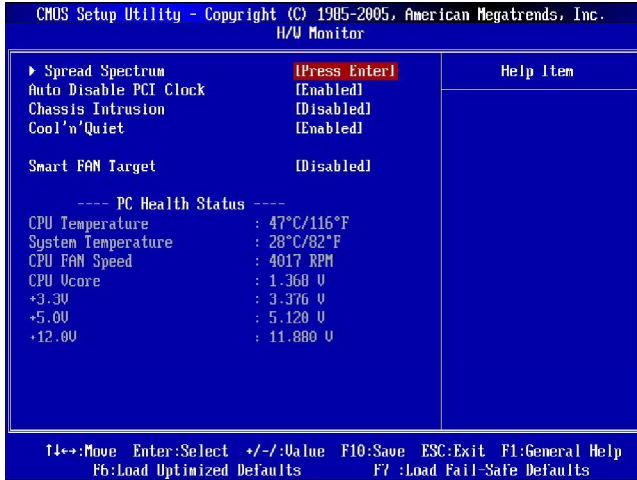 CMOS Setup Utility - Copyright (C) 1985-2005, American Megatrends, Inc.
H/W Monitor
▸ Spread Spectrum [Press Enter] Help Item
Auto Disable PCI Clock [Enabled]
Chassis Intrusion [Disabled]
Cool'n'Quiet [Enabled]
Smart FAN Target [Disabled]
---- PC Health Status ----
CPU Temperature : 47°C/116°F
System Temperature : 28°C/82°F
CPU FAN Speed : 4017 RPM
CPU Vcore : 1.368 V
+3.3V : 3.376 V
+5.0V : 5.120 V
+12.0V : 11.880 V
↑↓←→:Move Enter:Select +/-/:Value F10:Save ESC:Exit F1:General Help
F6:Load Optimized Defaults F7 :Load Fail-Safe Defaults